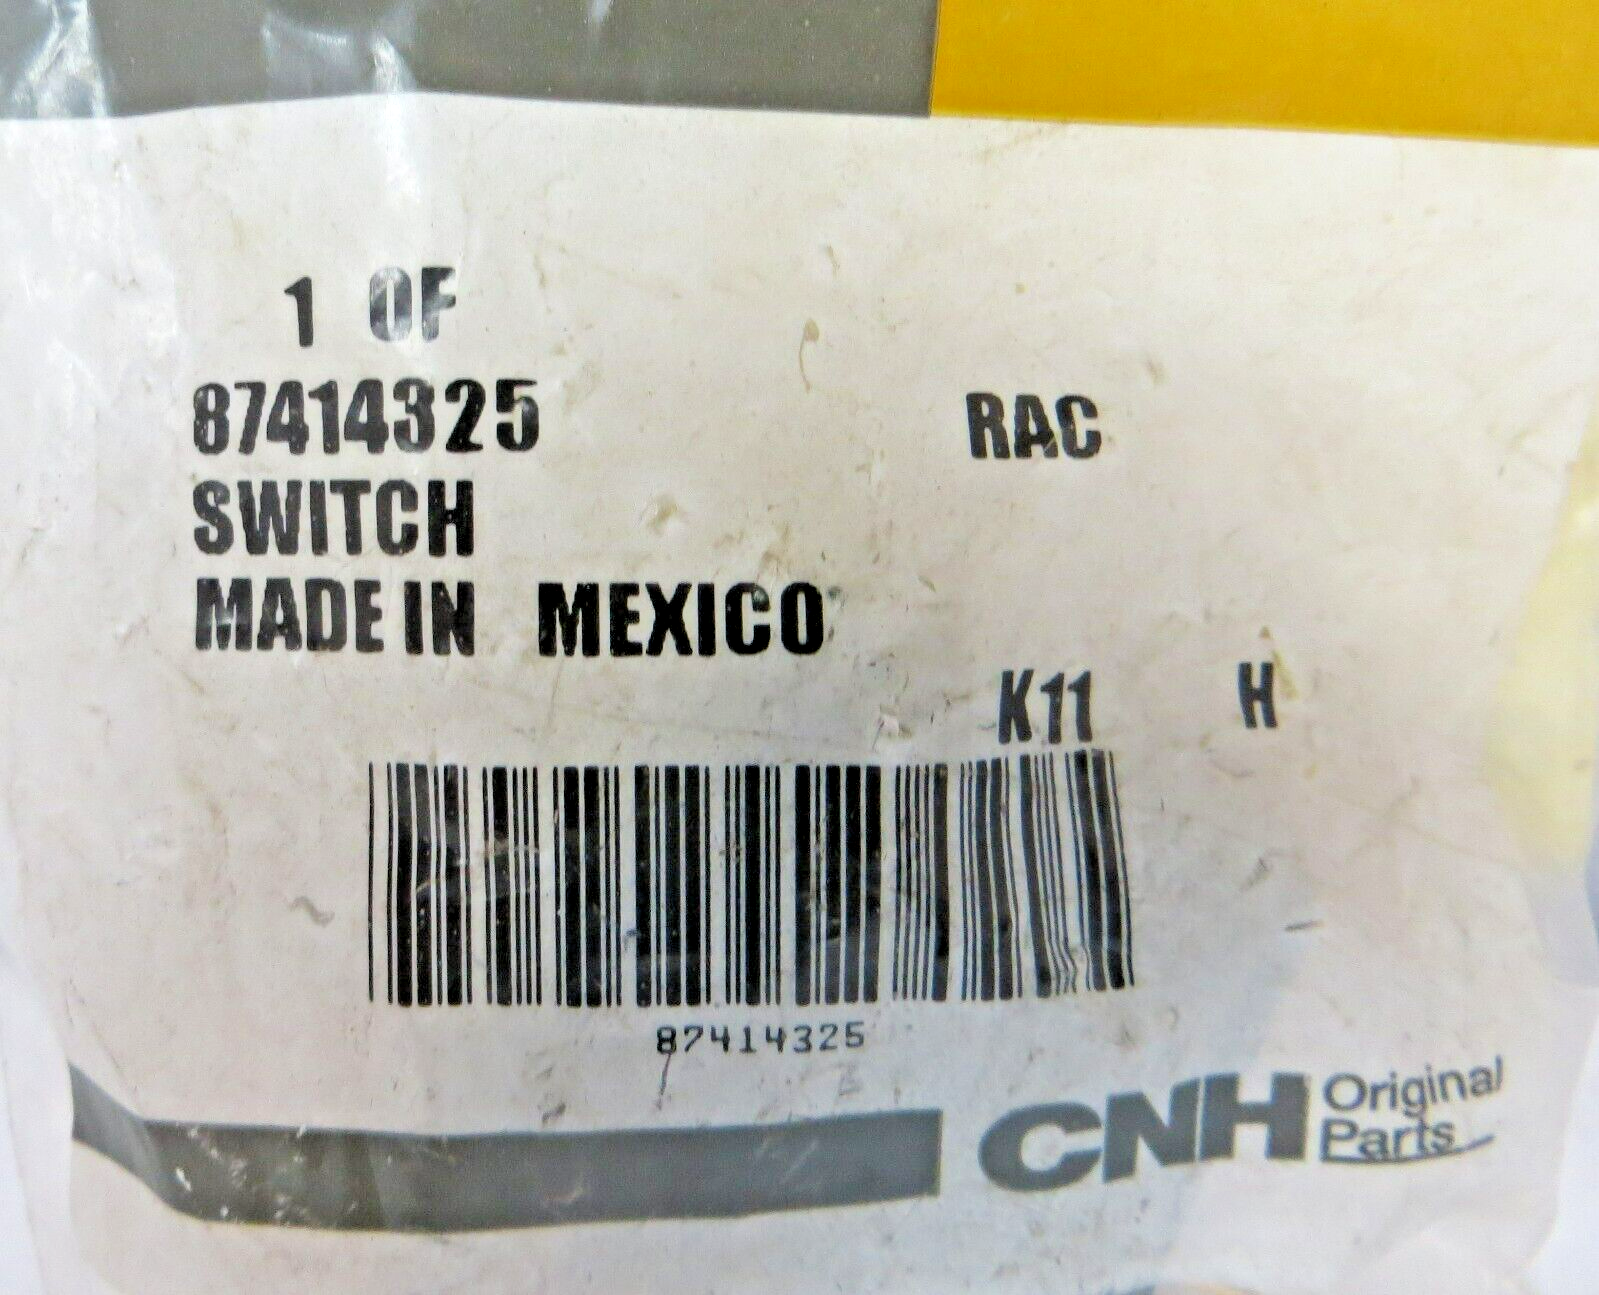 1 OF
87414325 RAC
SWITCH
MADE IN MEXICO
K11 H
87414325
CNH Original
Parts